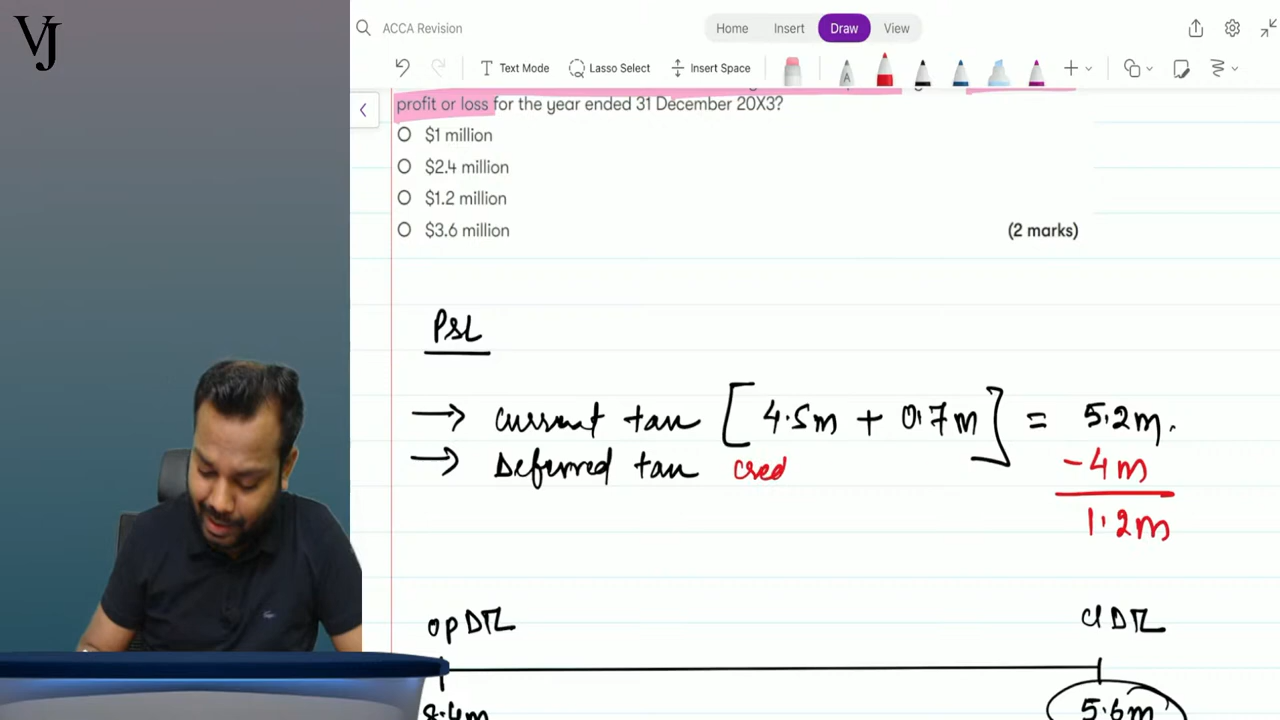 VJ
ACCA Revision
Home Insert Draw View
Text Mode Lasso Select Insert Space
profit or loss for the year ended 31 December 20X3?
$1 million
$2.4 million
$1.2 million
$3.6 million (2 marks)
P&L
→ current tax [4.5m + 0.7m] = 5.2m.
→ Deferred tax cred -4m
1.2m
op DTL cl DTL
8.4m 5.6m